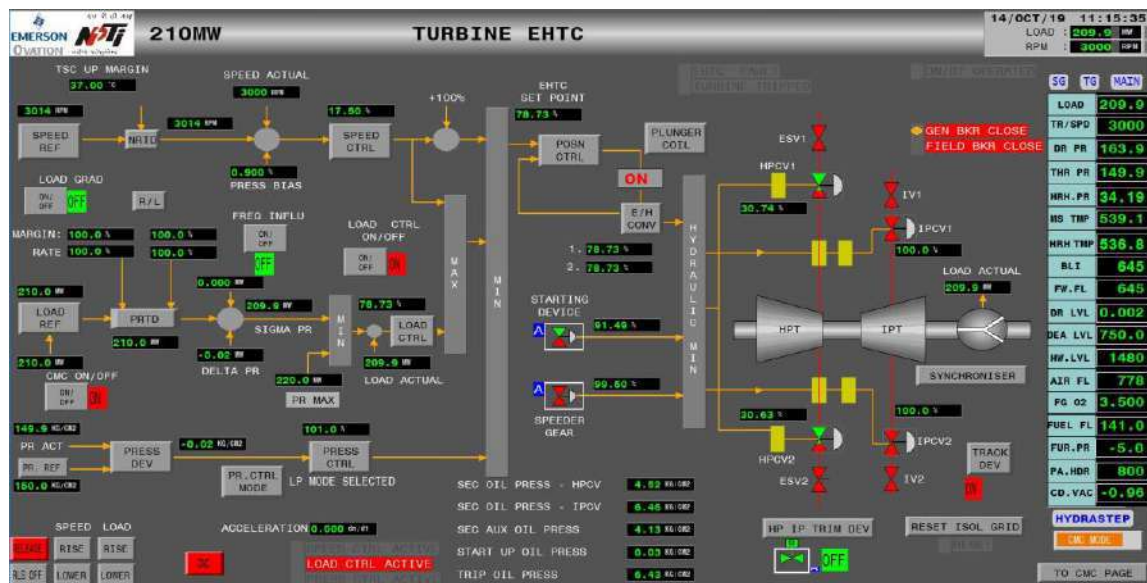 EMERSON
OVATION
NSTI
210MW
TURBINE EHTC
14/OCT/19 11:15:35
LOAD : 209.9 MW
RPM : 3000 RPM
TSC UP MARGIN
37.00 °C
SPEED ACTUAL
3000 RPM
3014 RPM
SPEED REF
NRTD
3014 RPM
17.50 %
SPEED CTRL
+100%
0.900 %
PRESS BIAS
EHTC SET POINT
78.73 %
POSN CTRL
PLUNGER COIL
ON
E/H CONV
1. 78.73 %
2. 78.73 %
TURBINE TRIPPED
GEN BKR CLOSE
FIELD BKR CLOSE
LOAD GRAD
ON/OFF
OFF
R/L
FREQ INFLU
ON/OFF
OFF
LOAD CTRL
ON/OFF
ON/OFF
ON
MARGIN: 100.0 % 100.0 %
RATE 100.0 % 100.0 %
210.0 MW
LOAD REF
PRTD
210.0 MW
0.000 MW
209.9 MW
SIGMA PR
-0.02 MW
DELTA PR
MIN
78.73 %
LOAD CTRL
209.9 MW
LOAD ACTUAL
220.0 MW
PR MAX
MAX
MIN
210.0 MW
CMC ON/OFF
ON/OFF
ON
149.9 KG/CM2
PR ACT
PR. REF
150.0 KG/CM2
PRESS DEV
-0.02 KG/CM2
101.0 %
PRESS CTRL
PR.CTRL MODE
LP MODE SELECTED
STARTING DEVICE
A
91.49 %
A
99.50 %
SPEEDER GEAR
HYDRAULIC MIN
ESV1
HPCV1
30.74 %
IV1
IPCV1
100.0 %
HPT
IPT
LOAD ACTUAL
209.9 MW
SYNCHRONISER
30.63 %
HPCV2
ESV2
100.0 %
IPCV2
IV2
TRACK DEV
ON
SEC OIL PRESS - HPCV 4.52 KG/CM2
SEC OIL PRESS - IPCV 6.46 KG/CM2
SEC AUX OIL PRESS 4.13 KG/CM2
START UP OIL PRESS 0.03 KG/CM2
TRIP OIL PRESS 6.43 KG/CM2
HP IP TRIM DEV
OFF
RESET ISOL GRID
SPEED LOAD
RELEASE RISE RISE
RLS OFF LOWER LOWER
ACCELERATION 0.500
LOAD CTRL ACTIVE
SG TG MAIN
LOAD 209.9
TR/SPD 3000
DR PR 163.9
THR PR 149.9
HRH.PR 34.19
MS TMP 539.1
HRH TMP 536.8
BLI 645
FW.FL 645
DR LVL 0.002
DEA LVL 750.0
HW.LVL 1480
AIR FL 778
FG O2 3.500
FUEL FL 141.0
FUR.PR -5.0
PA.HDR 800
CD.VAC -0.96
HYDRASTEP
CMC MODE
TO CMC PAGE